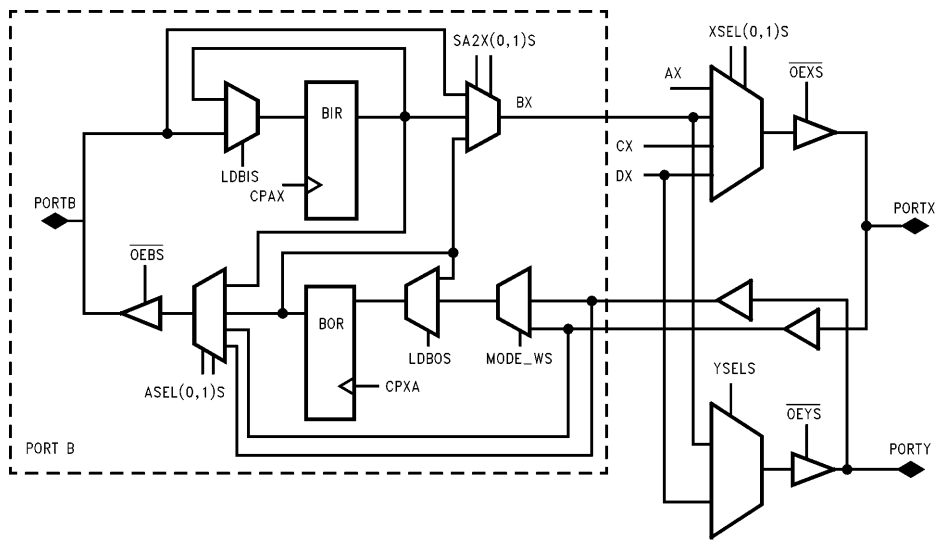 XSEL(0,1)S
SA2X(0,1)S
OEXS
AX
BX
BIR
CX
LDBIS
DX
CPAX
PORTB
PORTX
OEBS
BOR
LDBOS
MODE_WS
YSELS
CPXA
ASEL(0,1)S
OEYS
PORT B
PORTY